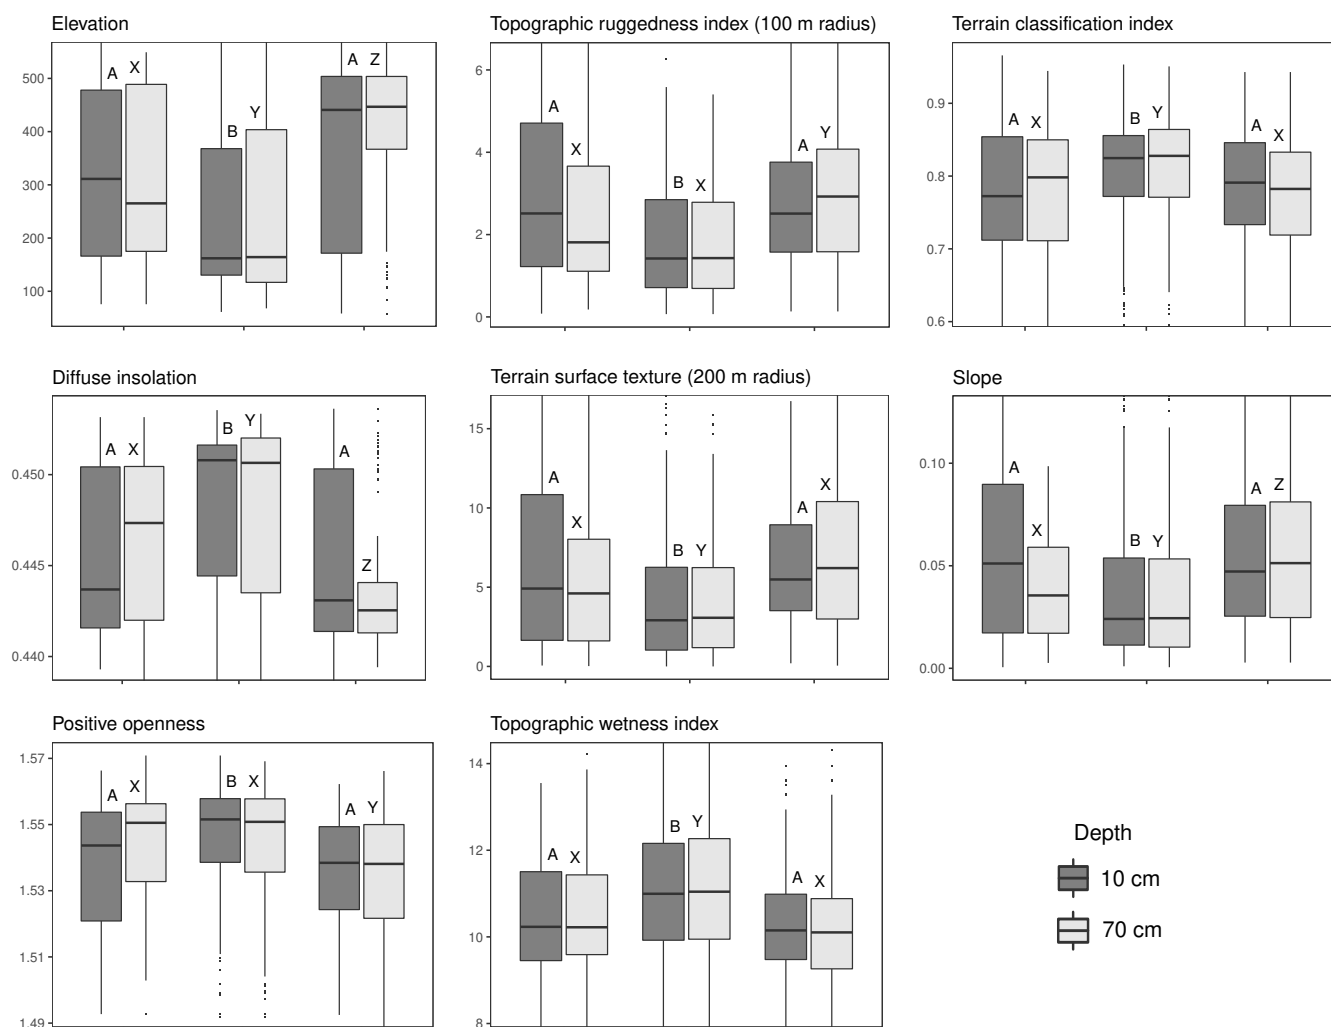 Elevation
Topographic ruggedness index (100 m radius)
Terrain classification index
500
400
300
200
100
A X B Y A Z
6
4
2
0
A X B X A Y
0.9
0.8
0.7
0.6
A X B Y A X
Diffuse insolation
Terrain surface texture (200 m radius)
Slope
0.450
0.445
0.440
A X B Y A Z
15
10
5
0
A X B Y A X
0.10
0.05
0.00
A X B Y A Z
Positive openness
Topographic wetness index
1.57
1.55
1.53
1.51
1.49
A X B X A Y
14
12
10
8
A X B Y A X
Depth
10 cm
70 cm